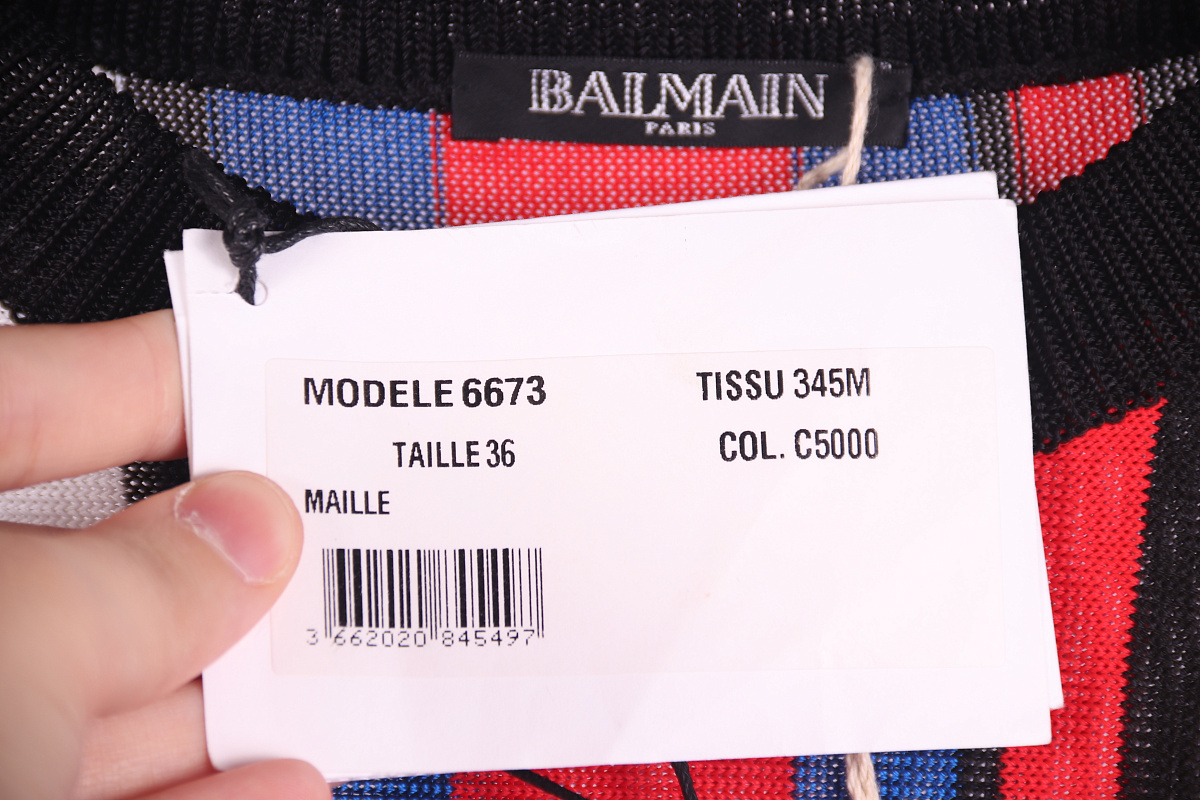 BALMAIN
PARIS
MODELE 6673
TISSU 345M
TAILLE 36
COL. C5000
MAILLE
3 662020 845497